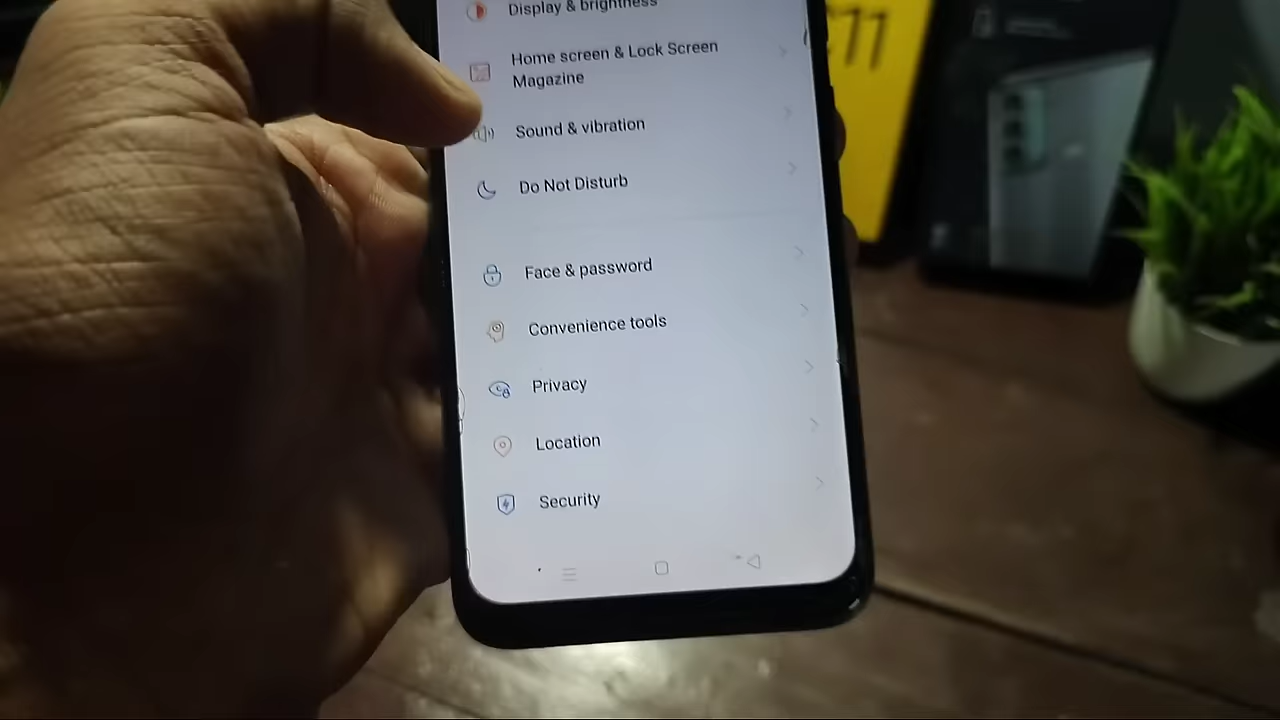 Display & brightness
Home screen & Lock Screen
Magazine
Sound & vibration
Do Not Disturb
Face & password
Convenience tools
Privacy
Location
Security
C11